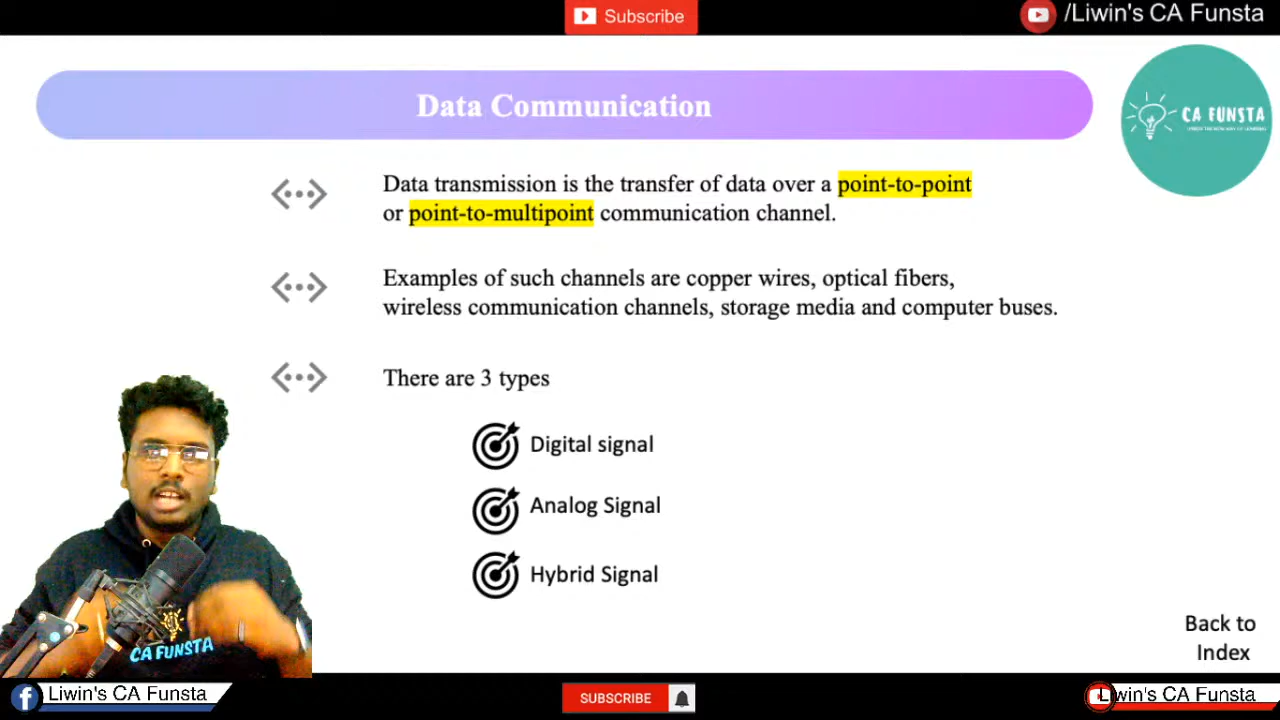 Subscribe
/Liwin's CA Funsta
Data Communication
CA FUNSTA
Data transmission is the transfer of data over a point-to-point
or point-to-multipoint communication channel.
Examples of such channels are copper wires, optical fibers,
wireless communication channels, storage media and computer buses.
There are 3 types
Digital signal
Analog Signal
Hybrid Signal
CA FUNSTA
Back to
Index
Liwin's CA Funsta
SUBSCRIBE
Liwin's CA Funsta